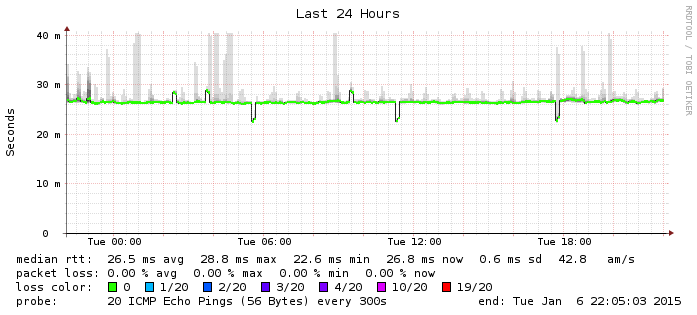 Last 24 Hours
RRDTOOL / TOBI OETIKER
Seconds
40 m
30 m
20 m
10 m
0
Tue 00:00 Tue 06:00 Tue 12:00 Tue 18:00
median rtt: 26.5 ms avg 28.8 ms max 22.6 ms min 26.8 ms now 0.6 ms sd 42.8 am/s
packet loss: 0.00 % avg 0.00 % max 0.00 % min 0.00 % now
loss color: 0 1/20 2/20 3/20 4/20 10/20 19/20
probe: 20 ICMP Echo Pings (56 Bytes) every 300s end: Tue Jan 6 22:05:03 2015